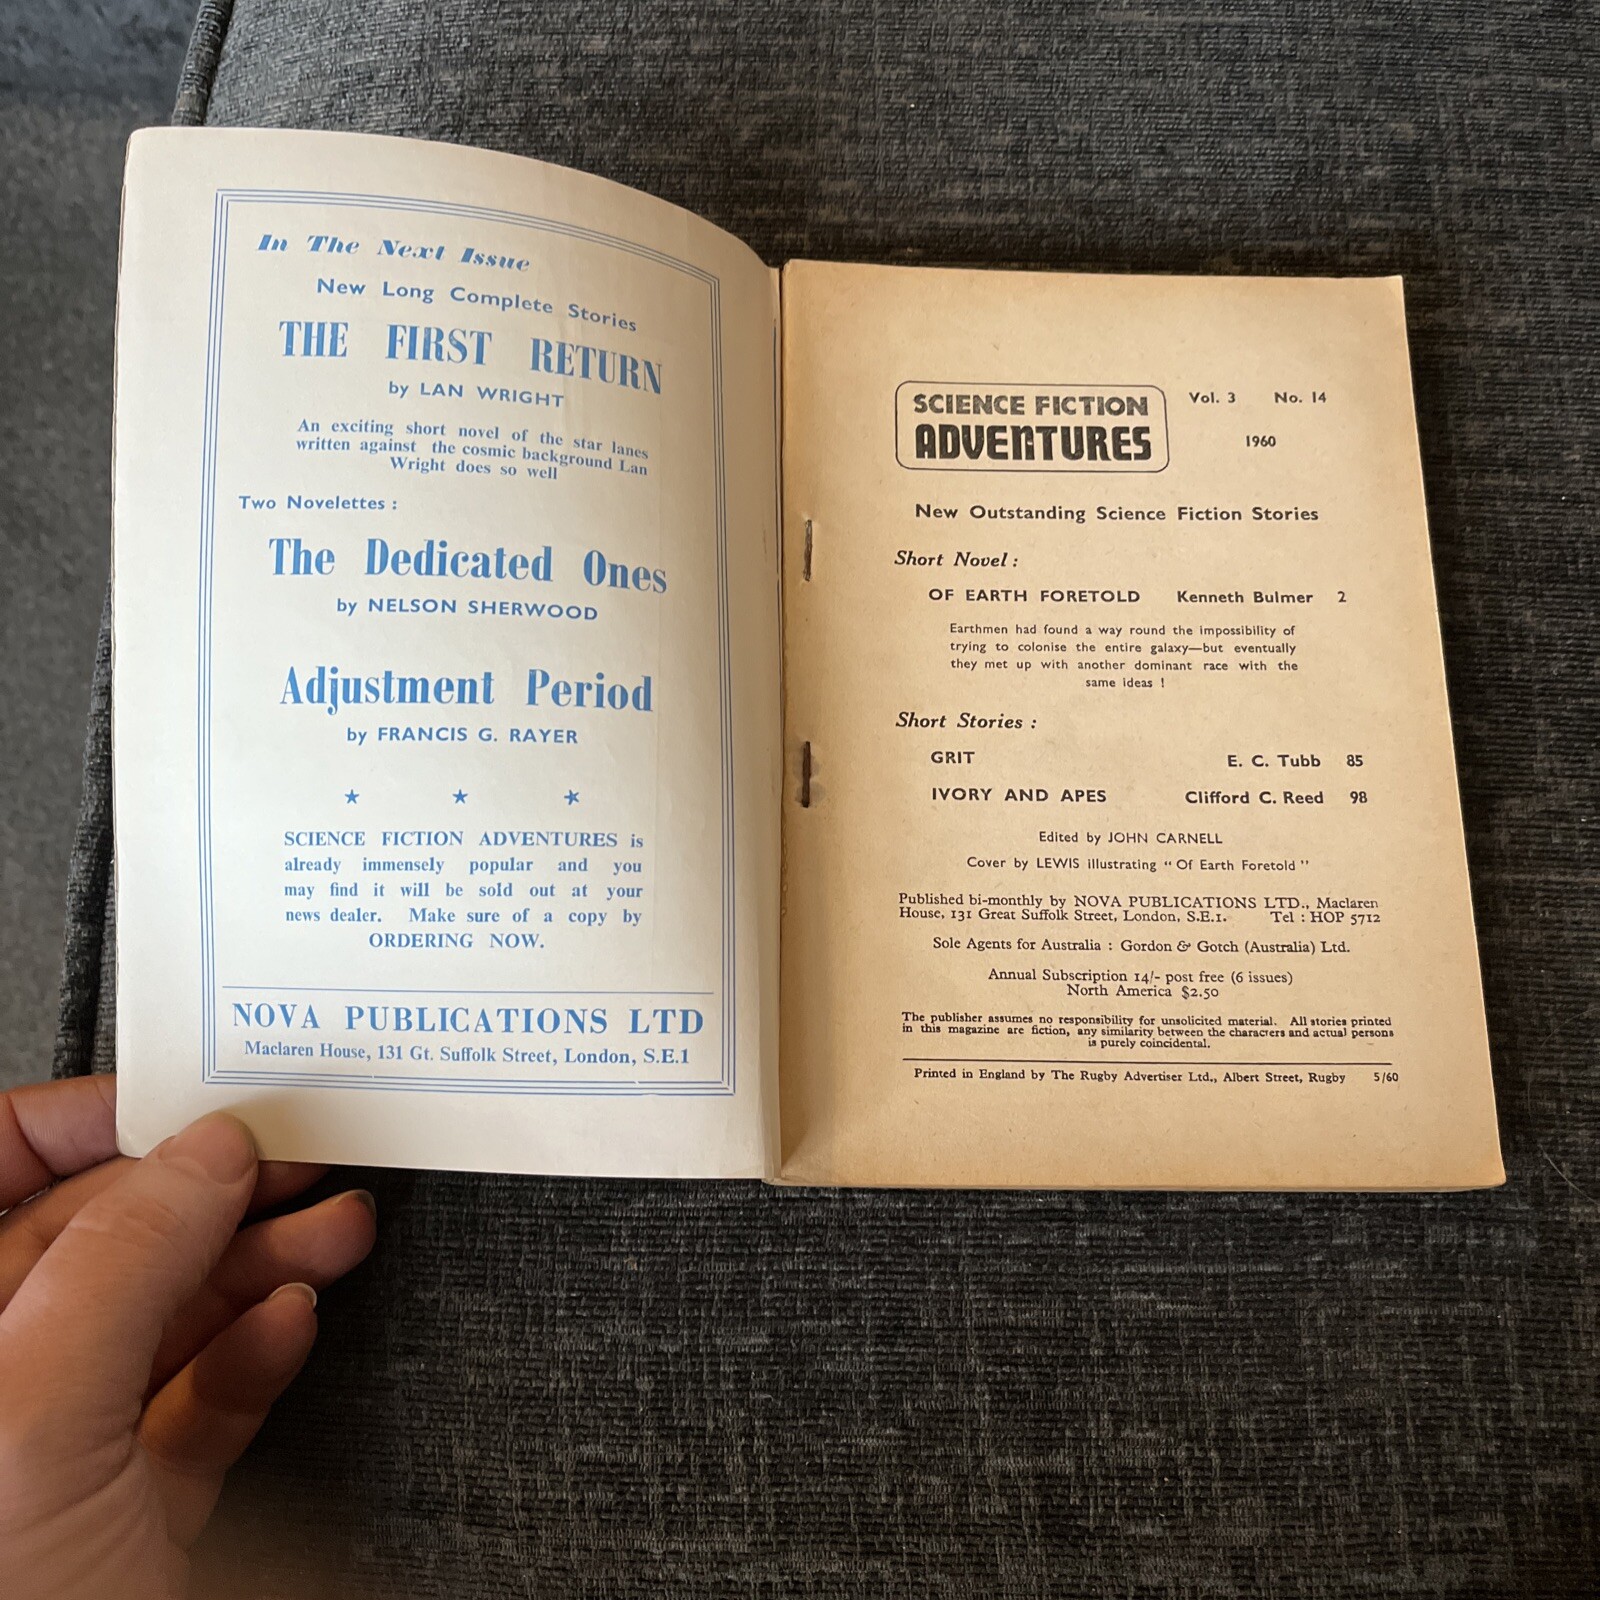 In The Next Issue
New Long Complete Stories
THE FIRST RETURN
by LAN WRIGHT
An exciting short novel of the star lanes
written against the cosmic background Lan
Wright does so well
Two Novelettes :
The Dedicated Ones
by NELSON SHERWOOD
Adjustment Period
by FRANCIS G. RAYER
★ ★ ★
SCIENCE FICTION ADVENTURES is
already immensely popular and you
may find it will be sold out at your
news dealer. Make sure of a copy by
ORDERING NOW.
NOVA PUBLICATIONS LTD
Maclaren House, 131 Gt. Suffolk Street, London, S.E.1
SCIENCE FICTION
ADVENTURES
Vol. 3 No. 14
1960
New Outstanding Science Fiction Stories
Short Novel :
OF EARTH FORETOLD Kenneth Bulmer 2
Earthmen had found a way round the impossibility of
trying to colonise the entire galaxy—but eventually
they met up with another dominant race with the
same ideas !
Short Stories :
GRIT E. C. Tubb 85
IVORY AND APES Clifford C. Reed 98
Edited by JOHN CARNELL
Cover by LEWIS illustrating “ Of Earth Foretold ”
Published bi-monthly by NOVA PUBLICATIONS LTD., Maclaren
House, 131 Great Suffolk Street, London, S.E.1. Tel : HOP 5712
Sole Agents for Australia : Gordon & Gotch (Australia) Ltd.
Annual Subscription 14/- post free (6 issues)
North America $2.50
The publisher assumes no responsibility for unsolicited material. All stories printed
in this magazine are fiction, any similarity between the characters and actual persons
is purely coincidental.
Printed in England by The Rugby Advertiser Ltd., Albert Street, Rugby 5/60